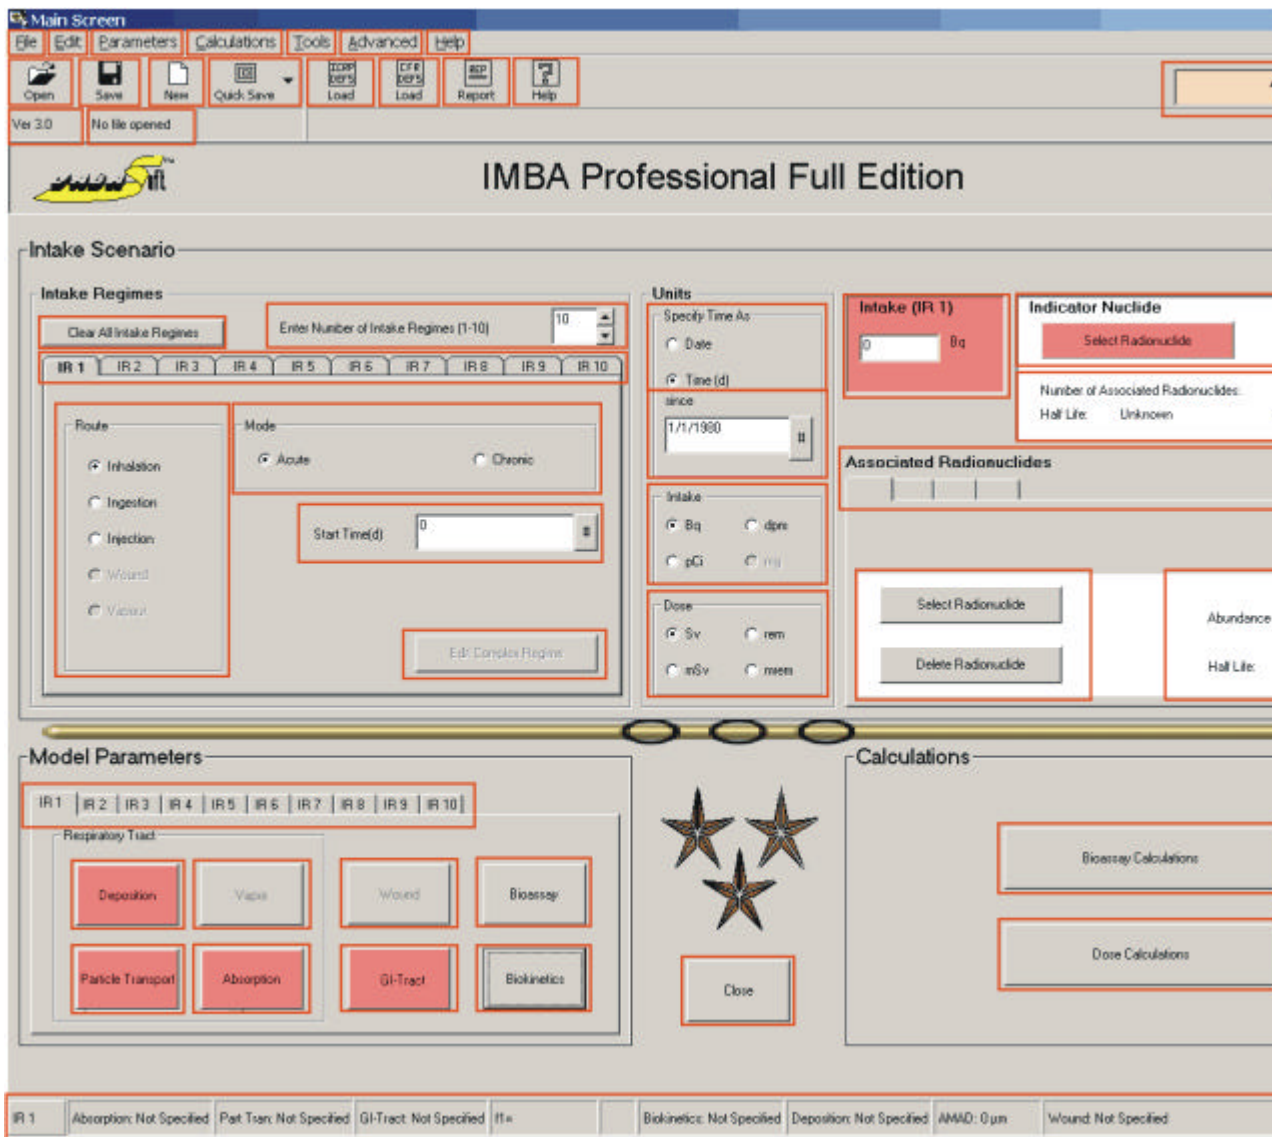 Main Screen
File Edit Parameters Calculations Tools Advanced Help
Open Save New Quick Save ICRP DEFS Load CFR DEFS Load REP Report Help
Ver 3.0 No file opened
IMBA Professional Full Edition
Intake Scenario
Intake Regimes
Clear All Intake Regimes
Enter Number of Intake Regimes (1-10) 10
IR 1 IR 2 IR 3 IR 4 IR 5 IR 6 IR 7 IR 8 IR 9 IR 10
Route
Inhalation
Ingestion
Injection
Wound
Vapour
Mode
Acute Chronic
Start Time(d) 0 #
Edit Complex Regime
Units
Specify Time As
Date
Time (d)
since
1/1/1980 #
Intake
Bq dpm
pCi mg
Dose
Sv rem
mSv mrem
Intake (IR 1)
0 Bq
Indicator Nuclide
Select Radionuclide
Number of Associated Radionuclides:
Half Life: Unknown
Associated Radionuclides
Select Radionuclide
Delete Radionuclide
Abundance
Half Life:
Model Parameters
IR 1 IR 2 IR 3 IR 4 IR 5 IR 6 IR 7 IR 8 IR 9 IR 10
Respiratory Tract
Deposition Vapor Wound Bioassay
Particle Transport Absorption GI-Tract Biokinetics
Close
Calculations
Bioassay Calculations
Dose Calculations
IR 1 Absorption: Not Specified Part Tran: Not Specified GI-Tract: Not Specified f1= Biokinetics: Not Specified Deposition: Not Specified AMAD: 0 µm Wound: Not Specified